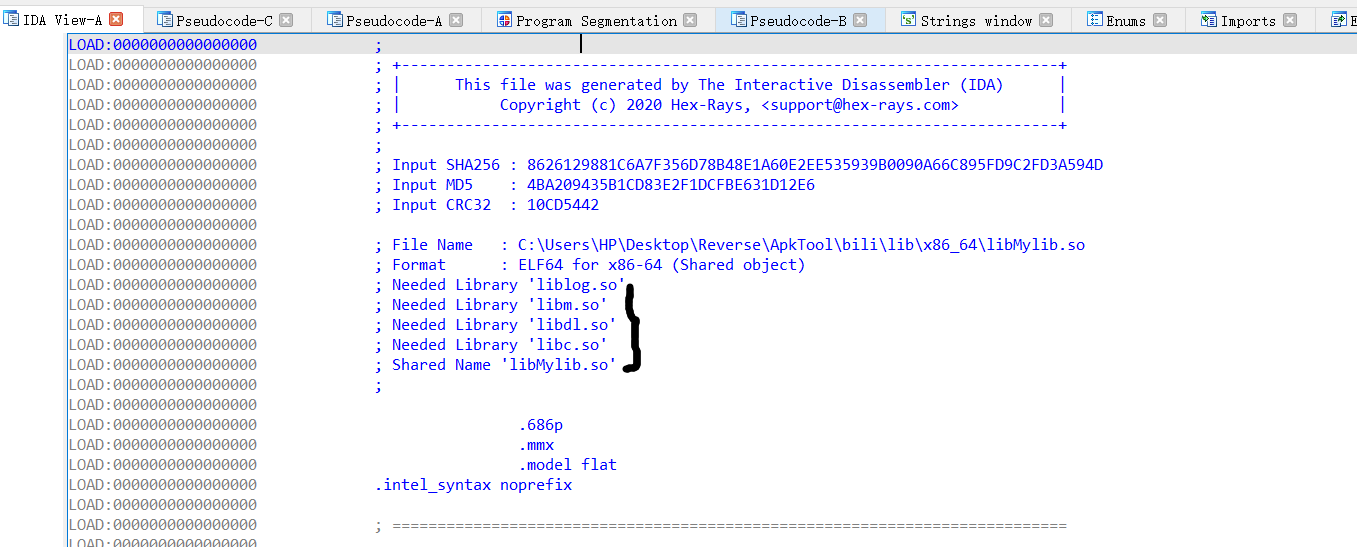 IDA View-A Pseudocode-C Pseudocode-A Program Segmentation Pseudocode-B Strings window Enums Imports E
LOAD:0000000000000000 ;
LOAD:0000000000000000 ; +-------------------------------------------------------------------------+
LOAD:0000000000000000 ; | This file was generated by The Interactive Disassembler (IDA) |
LOAD:0000000000000000 ; | Copyright (c) 2020 Hex-Rays, <support@hex-rays.com> |
LOAD:0000000000000000 ; +-------------------------------------------------------------------------+
LOAD:0000000000000000 ;
LOAD:0000000000000000 ; Input SHA256 : 8626129881C6A7F356D78B48E1A60E2EE535939B0090A66C895FD9C2FD3A594D
LOAD:0000000000000000 ; Input MD5 : 4BA209435B1CD83E2F1DCFBE631D12E6
LOAD:0000000000000000 ; Input CRC32 : 10CD5442
LOAD:0000000000000000
LOAD:0000000000000000 ; File Name : C:\Users\HP\Desktop\Reverse\ApkTool\bili\lib\x86_64\libMylib.so
LOAD:0000000000000000 ; Format : ELF64 for x86-64 (Shared object)
LOAD:0000000000000000 ; Needed Library 'liblog.so'
LOAD:0000000000000000 ; Needed Library 'libm.so'
LOAD:0000000000000000 ; Needed Library 'libdl.so'
LOAD:0000000000000000 ; Needed Library 'libc.so'
LOAD:0000000000000000 ; Shared Name 'libMylib.so'
LOAD:0000000000000000 ;
LOAD:0000000000000000
LOAD:0000000000000000 .686p
LOAD:0000000000000000 .mmx
LOAD:0000000000000000 .model flat
LOAD:0000000000000000 .intel_syntax noprefix
LOAD:0000000000000000
LOAD:0000000000000000 ; ===========================================================================
LOAD:0000000000000000